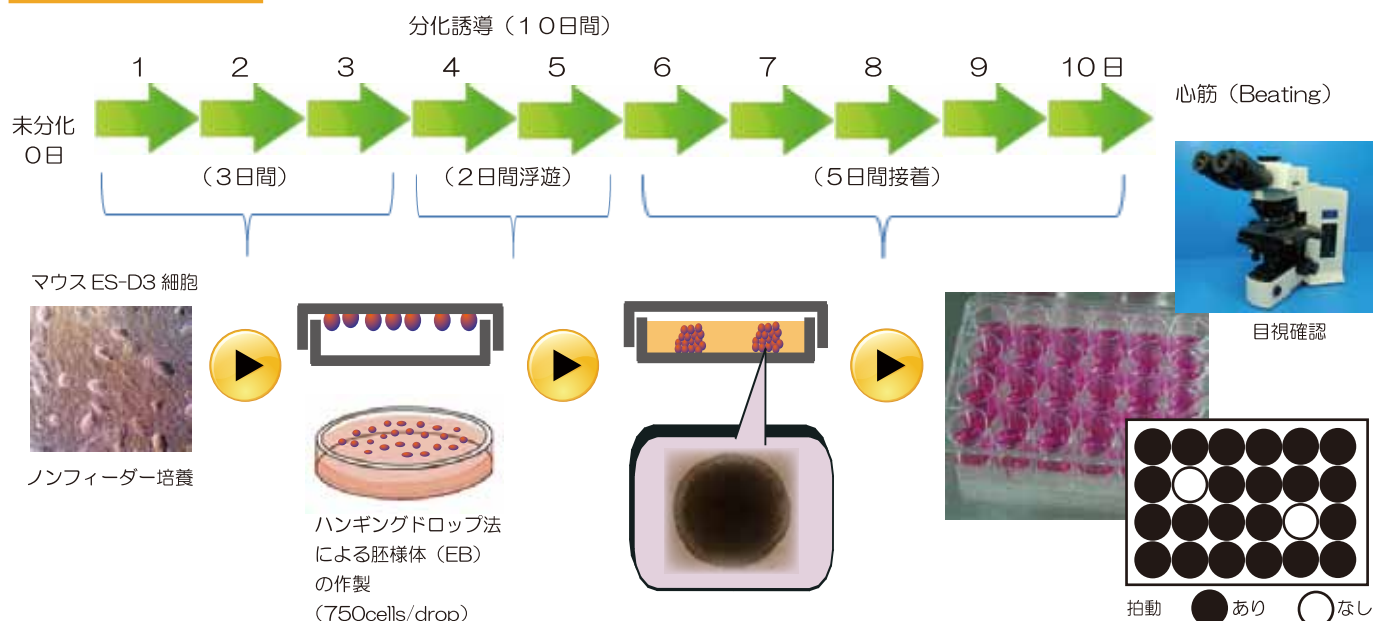 分化誘導（１０日間）
1 2 3 4 5 6 7 8 9 10日
未分化
０日
心筋（Beating）
（３日間）
（２日間浮遊）
（５日間接着）
マウス ES-D3 細胞
ノンフィーダー培養
ハンギングドロップ法
による胚様体（EB）
の作製
（750cells/drop）
目視確認
拍動 あり なし